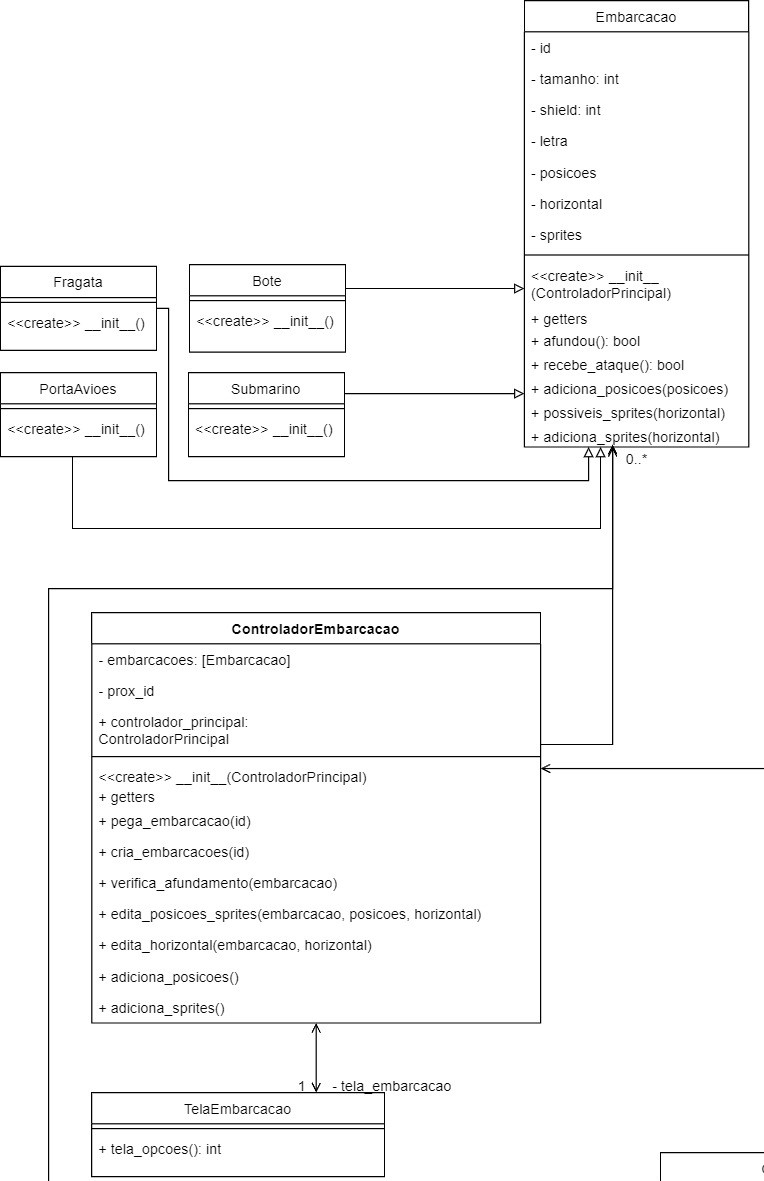 Embarcacao
- id
- tamanho: int
- shield: int
- letra
- posicoes
- horizontal
- sprites
<<create>> __init__
(ControladorPrincipal)
+ getters
+ afundou(): bool
+ recebe_ataque(): bool
+ adiciona_posicoes(posicoes)
+ possiveis_sprites(horizontal)
+ adiciona_sprites(horizontal)
0..*
Fragata
<<create>> __init__()
Bote
<<create>> __init__()
PortaAvioes
<<create>> __init__()
Submarino
<<create>> __init__()
ControladorEmbarcacao
- embarcacoes: [Embarcacao]
- prox_id
+ controlador_principal:
ControladorPrincipal
<<create>> __init__(ControladorPrincipal)
+ getters
+ pega_embarcacao(id)
+ cria_embarcacoes(id)
+ verifica_afundamento(embarcacao)
+ edita_posicoes_sprites(embarcacao, posicoes, horizontal)
+ edita_horizontal(embarcacao, horizontal)
+ adiciona_posicoes()
+ adiciona_sprites()
1 - tela_embarcacao
TelaEmbarcacao
+ tela_opcoes(): int